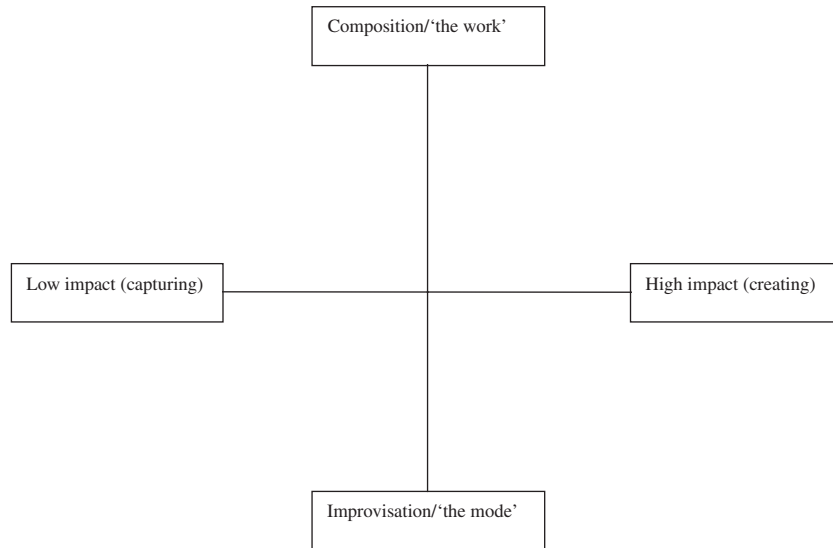 Composition/‘the work’
Low impact (capturing)
High impact (creating)
Improvisation/‘the mode’